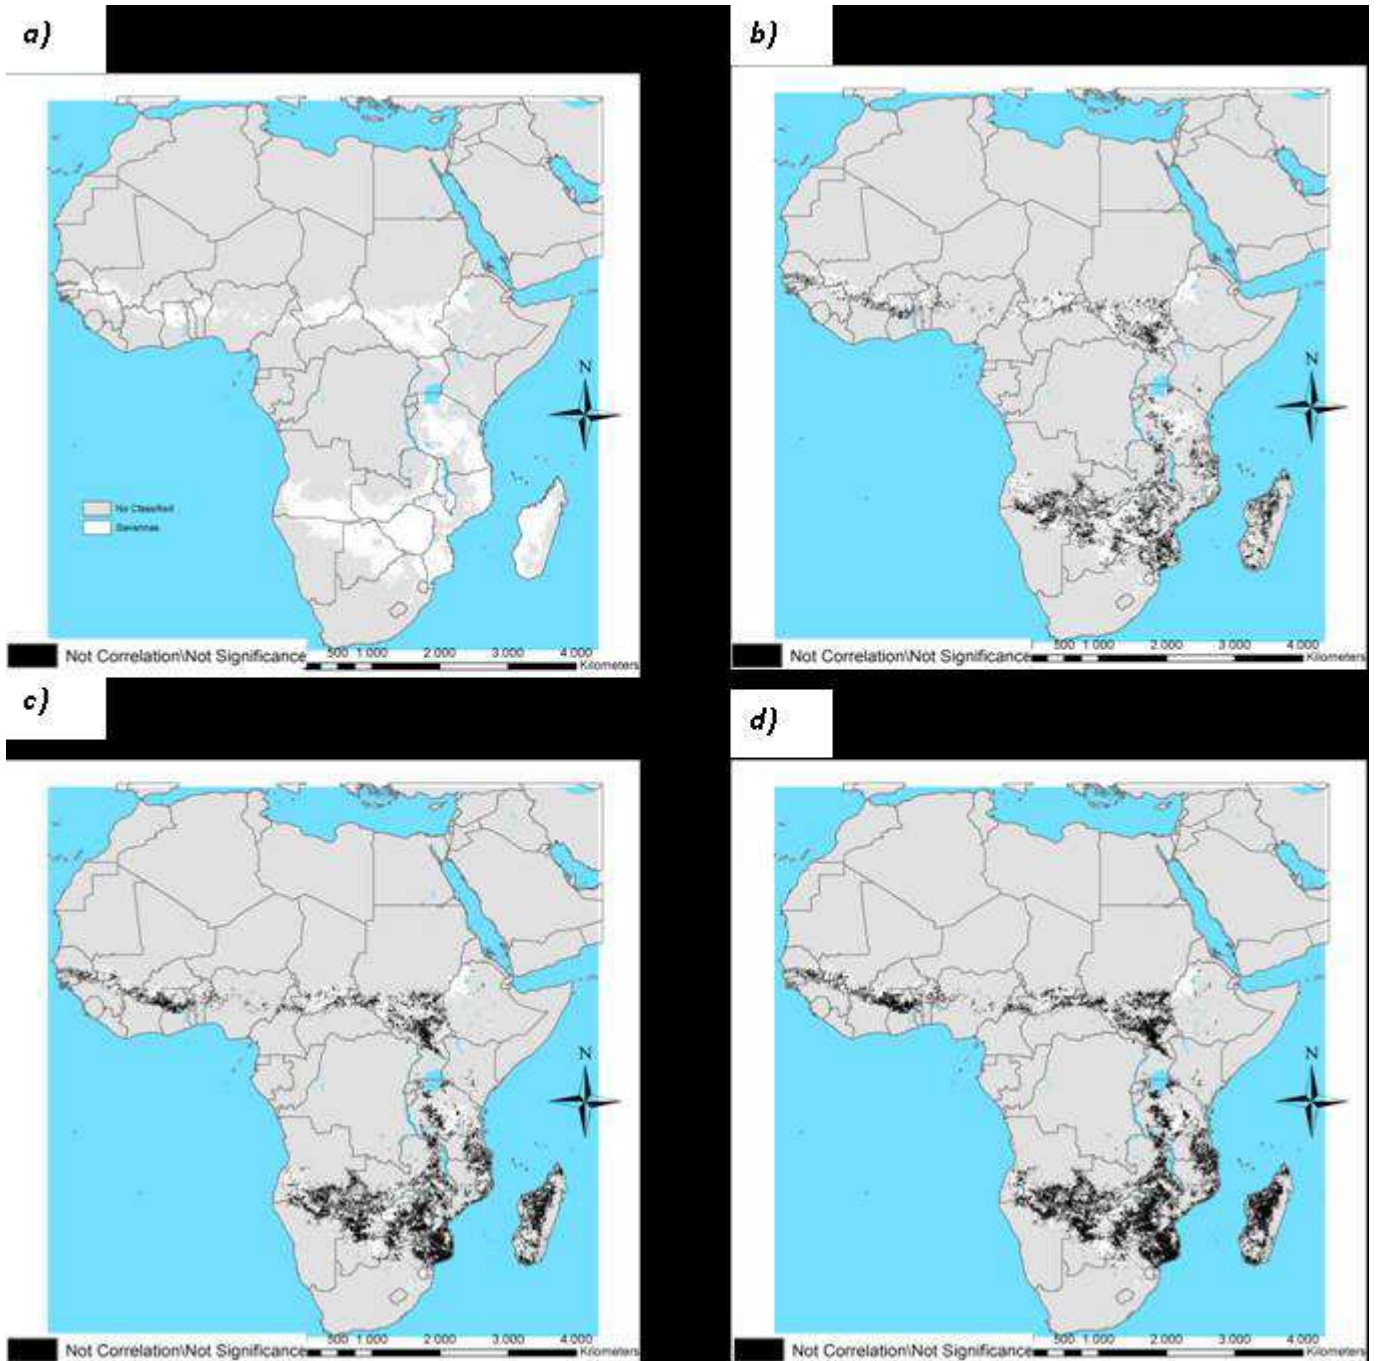 a)
b)
N
N
No Classified
Savannas
500 1 000 2 000 3.000 4.000
Not Correlation\Not Significance
Kilometers
500 1 000 2 000 3.000 4.000
Not Correlation\Not Significance
Kilometers
c)
d)
N
N
500 1 000 2 000 3.000 4.000
Not Correlation\Not Significance
Kilometers
500 1 000 2 000 3.000 4.000
Not Correlation\Not Significance
Kilometers